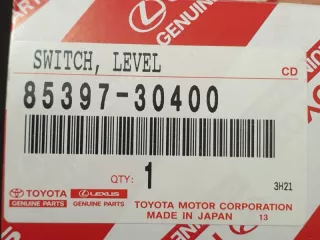 SWITCH, LEVEL
CD
85397-30400
QTY: 1
3H21
TOYOTA LEXUS TOYOTA MOTOR CORPORATION
GENUINE PARTS GENUINE PARTS MADE IN JAPAN 13